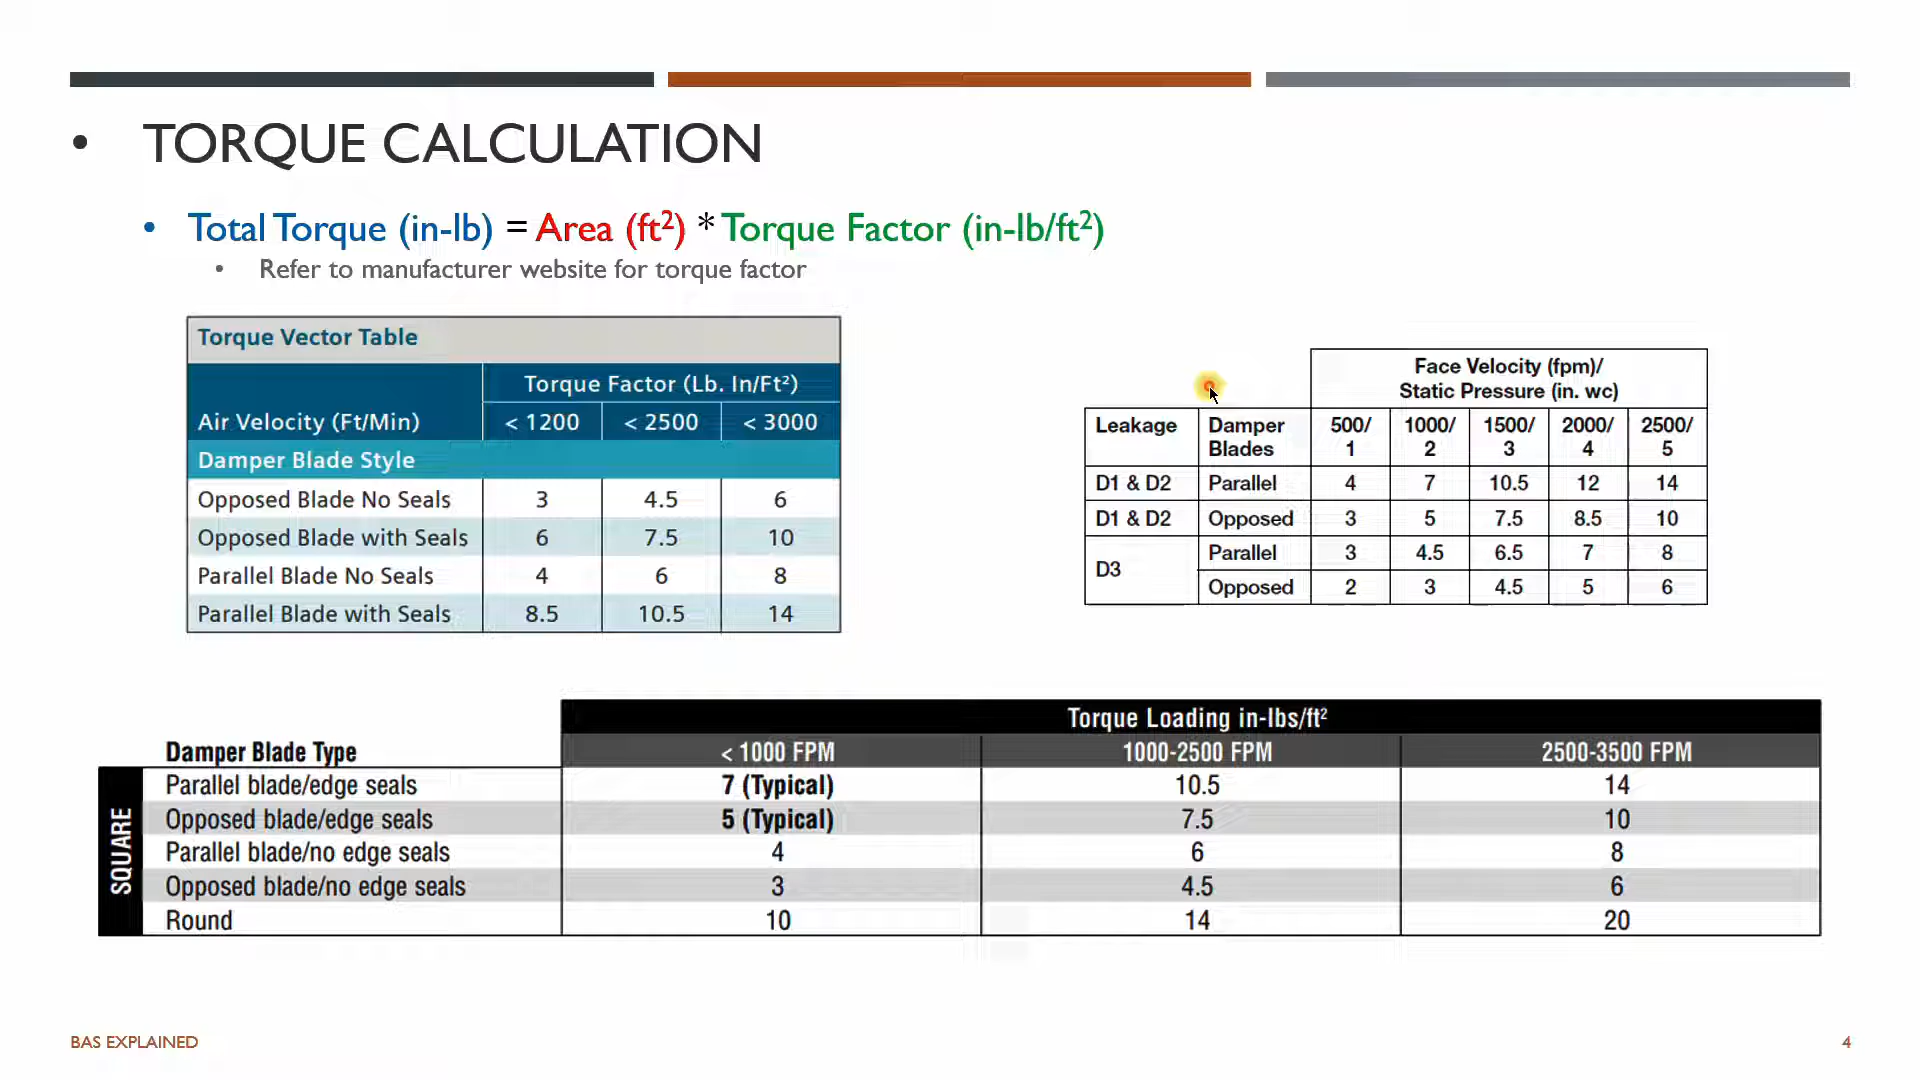 • TORQUE CALCULATION
• Total Torque (in-lb) = Area (ft²) * Torque Factor (in-lb/ft²)
• Refer to manufacturer website for torque factor
Torque Vector Table
Torque Factor (Lb. In/Ft²)
Air Velocity (Ft/Min) < 1200 < 2500 < 3000
Damper Blade Style
Opposed Blade No Seals 3 4.5 6
Opposed Blade with Seals 6 7.5 10
Parallel Blade No Seals 4 6 8
Parallel Blade with Seals 8.5 10.5 14
Face Velocity (fpm)/
Static Pressure (in. wc)
Leakage Damper 500/ 1000/ 1500/ 2000/ 2500/
Blades 1 2 3 4 5
D1 & D2 Parallel 4 7 10.5 12 14
D1 & D2 Opposed 3 5 7.5 8.5 10
D3 Parallel 3 4.5 6.5 7 8
Opposed 2 3 4.5 5 6
Torque Loading in-lbs/ft²
Damper Blade Type < 1000 FPM 1000-2500 FPM 2500-3500 FPM
SQUARE
Parallel blade/edge seals 7 (Typical) 10.5 14
Opposed blade/edge seals 5 (Typical) 7.5 10
Parallel blade/no edge seals 4 6 8
Opposed blade/no edge seals 3 4.5 6
Round 10 14 20
BAS EXPLAINED 4